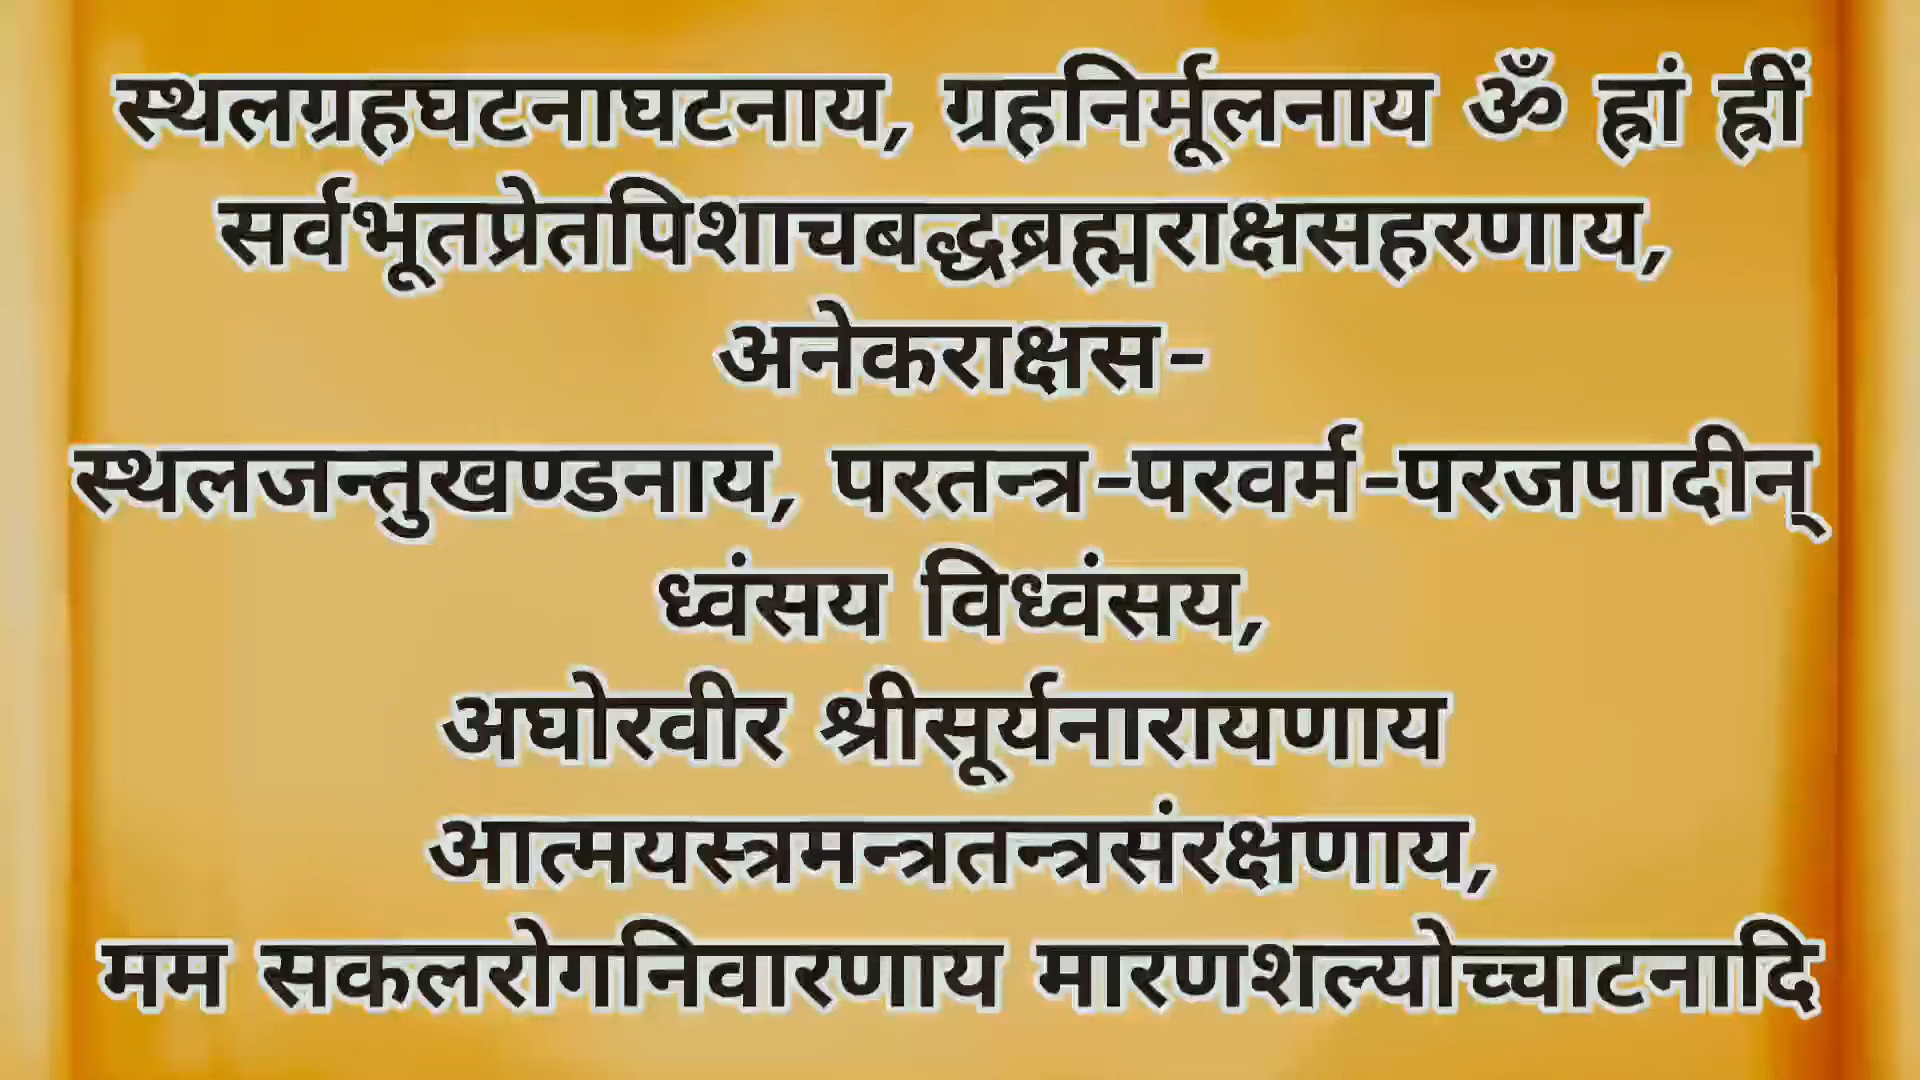 स्थलग्रहघटनाघटनाय, ग्रहनिर्मूलनाय ॐ ह्रां ह्रीं
सर्वभूतप्रेतपिशाचबद्धब्रह्मराक्षसहरणाय,
अनेकराक्षस-
स्थलजन्तुखण्डनाय, परतन्त्र-परवर्म-परजपादीन्
ध्वंसय विध्वंसय,
अघोरवीर श्रीसूर्यनारायणाय
आत्मयस्त्रमन्त्रतन्त्रसंरक्षणाय,
मम सकलरोगनिवारणाय मारणशल्योच्चाटनादि